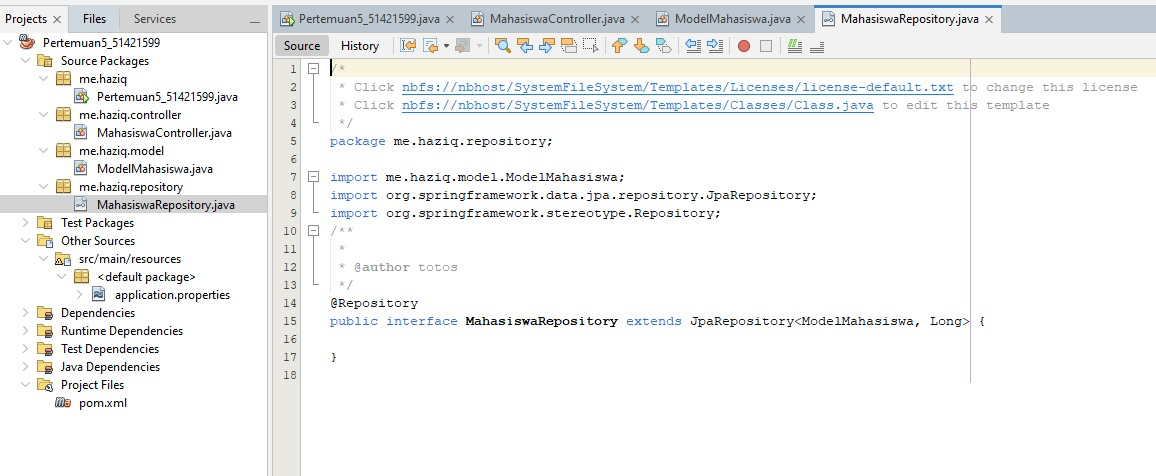 Projects
Files
Services
Pertemuan5_51421599
Source Packages
me.haziq
Pertemuan5_51421599.java
me.haziq.controller
MahasiswaController.java
me.haziq.model
ModelMahasiswa.java
me.haziq.repository
MahasiswaRepository.java
Test Packages
Other Sources
src/main/resources
<default package>
application.properties
Dependencies
Runtime Dependencies
Test Dependencies
Java Dependencies
Project Files
pom.xml
Pertemuan5_51421599.java
MahasiswaController.java
ModelMahasiswa.java
MahasiswaRepository.java
Source
History
1 /*
2 * Click nbfs://nbhost/SystemFileSystem/Templates/Licenses/license-default.txt to change this license
3 * Click nbfs://nbhost/SystemFileSystem/Templates/Classes/Class.java to edit this template
4 */
5 package me.haziq.repository;
6
7 import me.haziq.model.ModelMahasiswa;
8 import org.springframework.data.jpa.repository.JpaRepository;
9 import org.springframework.stereotype.Repository;
10 /**
11 *
12 * @author totos
13 */
14 @Repository
15 public interface MahasiswaRepository extends JpaRepository<ModelMahasiswa, Long> {
16
17 }
18